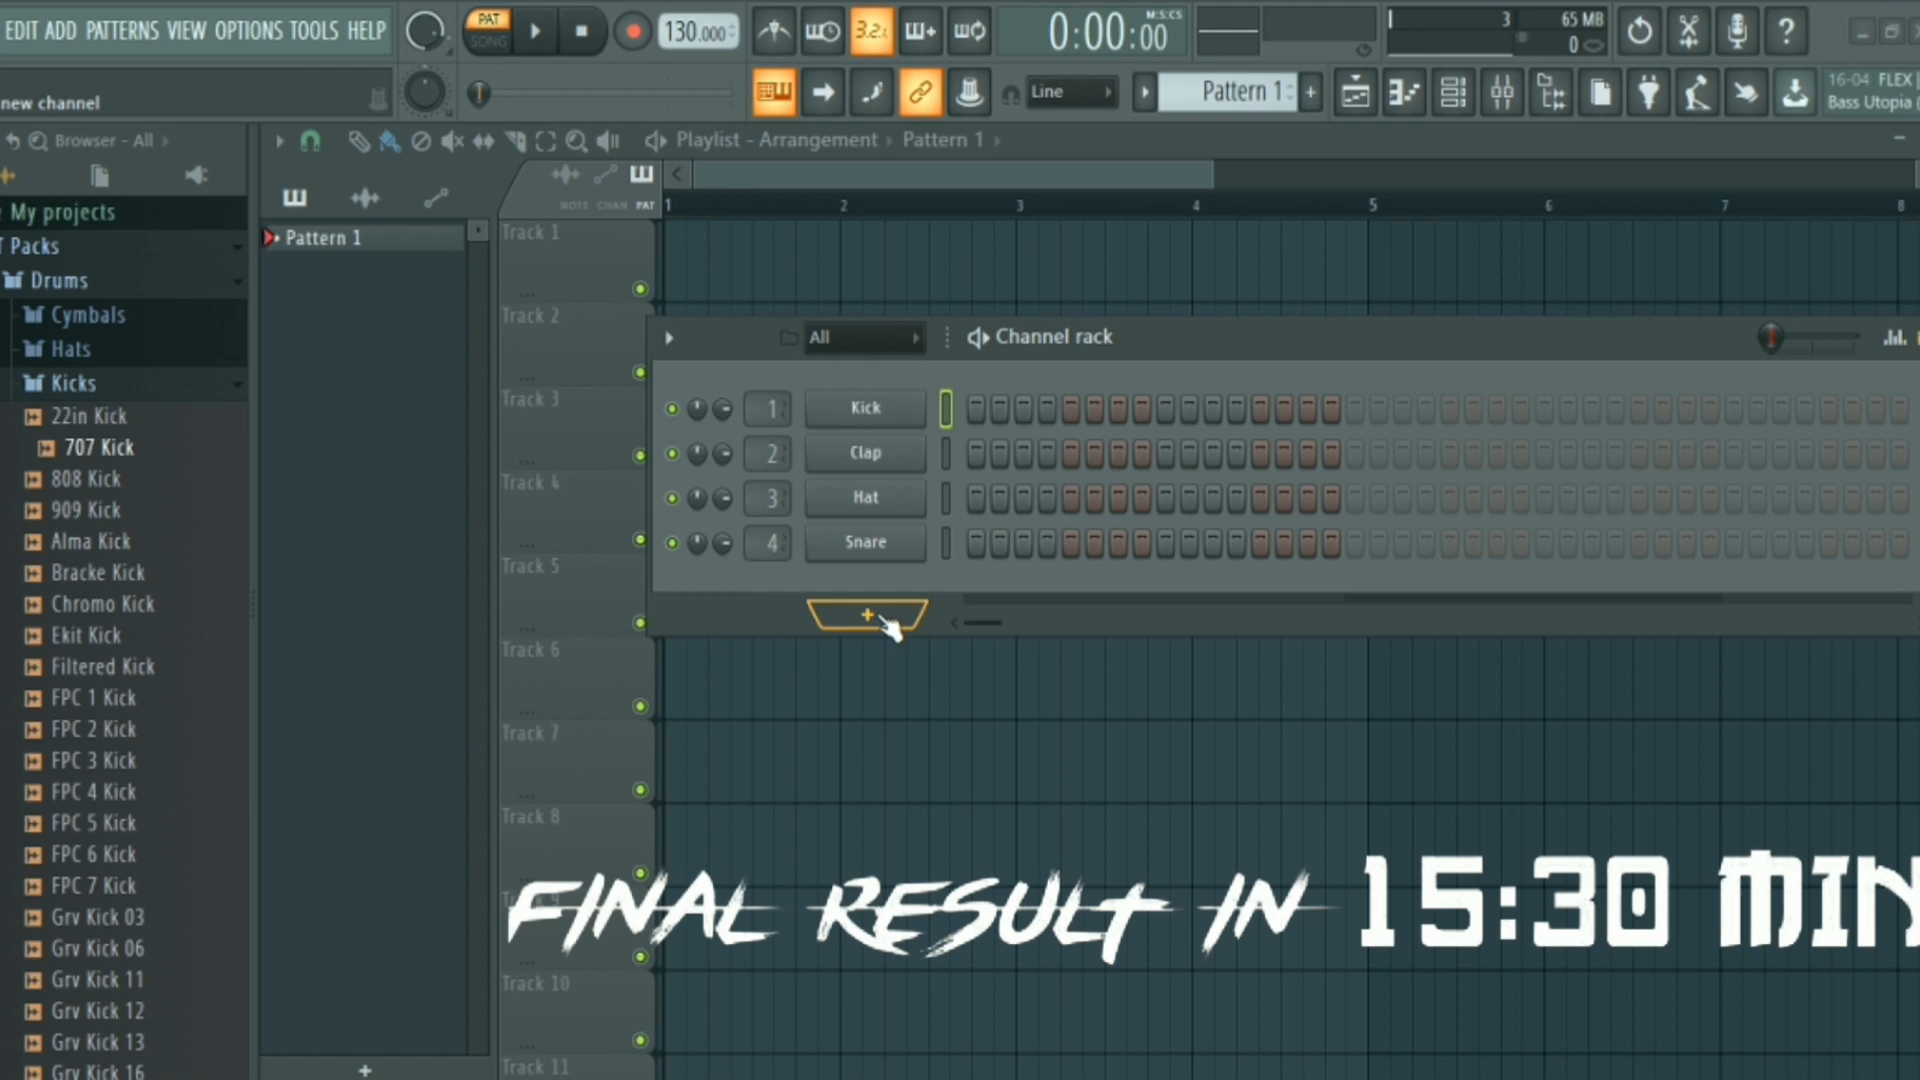 EDIT ADD PATTERNS VIEW OPTIONS TOOLS HELP
PAT
SONG
130.000
3.2.
0:00:00
M:S:CS
3
65 MB
0
?
new channel
Line
Pattern 1
+
16-04 FLEX
Bass Utopia
Browser - All
Playlist - Arrangement › Pattern 1 ›
NOTE CHAN PAT
1 2 3 4 5 6 7 8
My projects
Packs
Drums
Cymbals
Hats
Kicks
22in Kick
707 Kick
808 Kick
909 Kick
Alma Kick
Bracke Kick
Chromo Kick
Ekit Kick
Filtered Kick
FPC 1 Kick
FPC 2 Kick
FPC 3 Kick
FPC 4 Kick
FPC 5 Kick
FPC 6 Kick
FPC 7 Kick
Grv Kick 03
Grv Kick 06
Grv Kick 11
Grv Kick 12
Grv Kick 13
Grv Kick 16
Pattern 1
+
Track 1
Track 2
Track 3
Track 4
Track 5
Track 6
Track 7
Track 8
Track 10
Track 11
All
Channel rack
1 Kick
2 Clap
3 Hat
4 Snare
+
FINAL RESULT IN 15:30 MIN